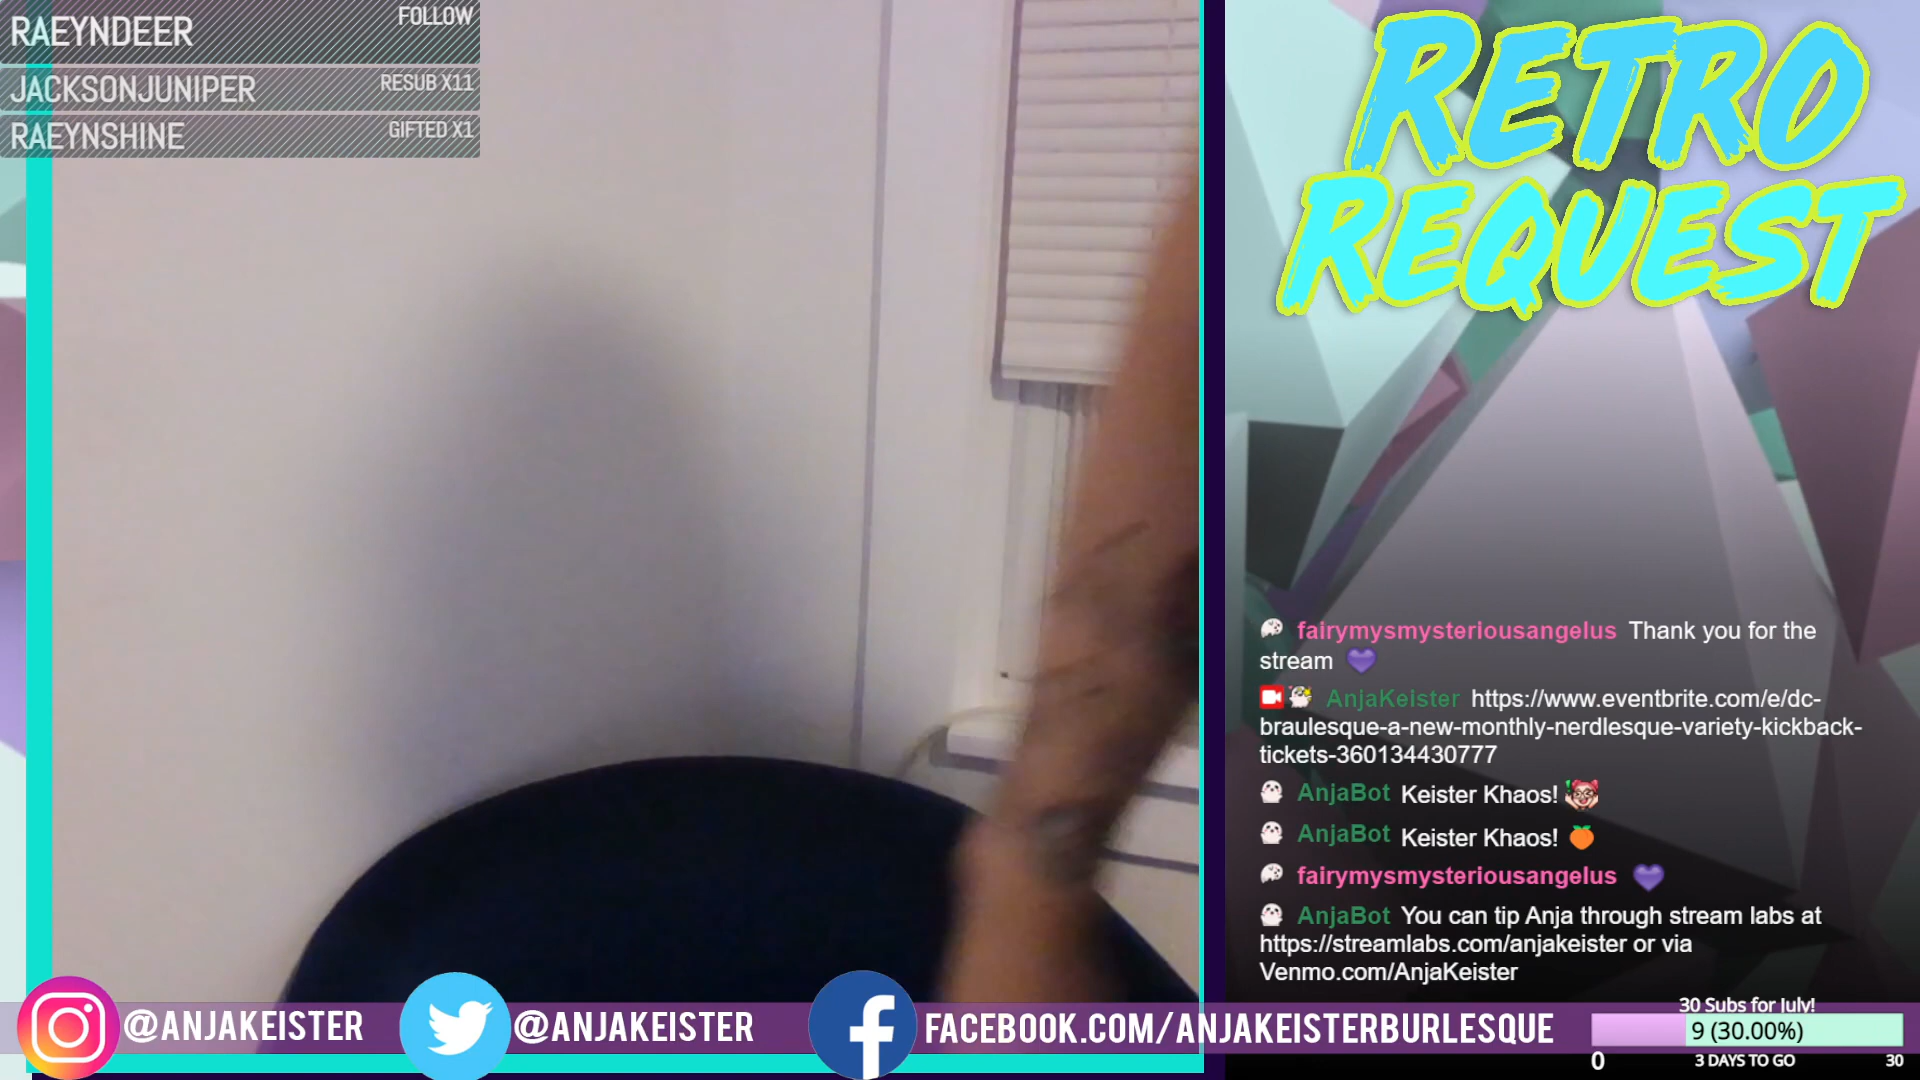 RAEYNDEER FOLLOW
JACKSONJUNIPER RESUB X11
RAEYNSHINE GIFTED X1
RETRO
REQUEST
fairymysmysteriousangelus Thank you for the
stream
AnjaKeister https://www.eventbrite.com/e/dc-
braulesque-a-new-monthly-nerdlesque-variety-kickback-
tickets-360134430777
AnjaBot Keister Khaos!
AnjaBot Keister Khaos!
fairymysmysteriousangelus
AnjaBot You can tip Anja through stream labs at
https://streamlabs.com/anjakeister or via
Venmo.com/AnjaKeister
@ANJAKEISTER @ANJAKEISTER FACEBOOK.COM/ANJAKEISTERBURLESQUE
30 Subs for July!
9 (30.00%)
0 3 DAYS TO GO 30